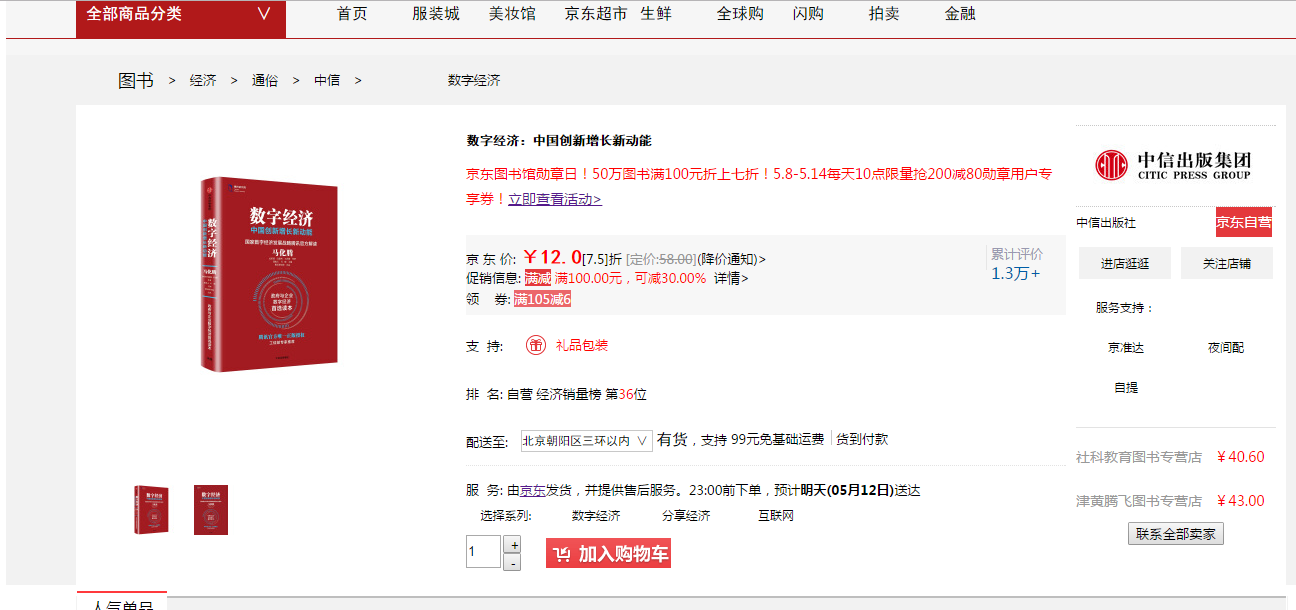 全部商品分类 ∨ 首页 服装城 美妆馆 京东超市 生鲜 全球购 闪购 拍卖 金融
图书 > 经济 > 通俗 > 中信 > 数字经济
数字经济：中国创新增长新动能
京东图书馆勋章日！50万图书满100元折上七折！5.8-5.14每天10点限量抢200减80勋章用户专
享券！立即查看活动>
京 东 价: ￥12.0[7.5]折 [定价:58.00](降价通知)>
促销信息: 满减 满100.00元，可减30.00% 详情>
领 券: 满105减6
累计评价
1.3万+
支 持: 礼品包装
排 名: 自营 经济销量榜 第36位
配送至: 北京朝阳区三环以内 ∨ 有货，支持 99元免基础运费 货到付款
服 务: 由京东发货，并提供售后服务。23:00前下单，预计明天(05月12日)送达
选择系列: 数字经济 分享经济 互联网
1 + -
加入购物车
数字经济
中国创新增长新动能
马化腾
数字经济
马化腾
数字经济
首选读本
中信出版集团
CITIC PRESS GROUP
中信出版社 京东自营
进店逛逛 关注店铺
服务支持：
京准达 夜间配
自提
社科教育图书专营店 ￥40.60
津黄腾飞图书专营店 ￥43.00
联系全部卖家
人气单品